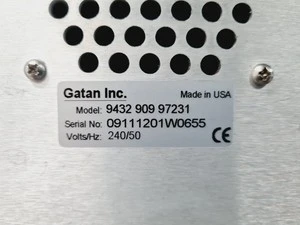 Gatan Inc. Made in USA
Model: 9432 909 97231
Serial No: 09111201W0655
Volts/Hz: 240/50 CE